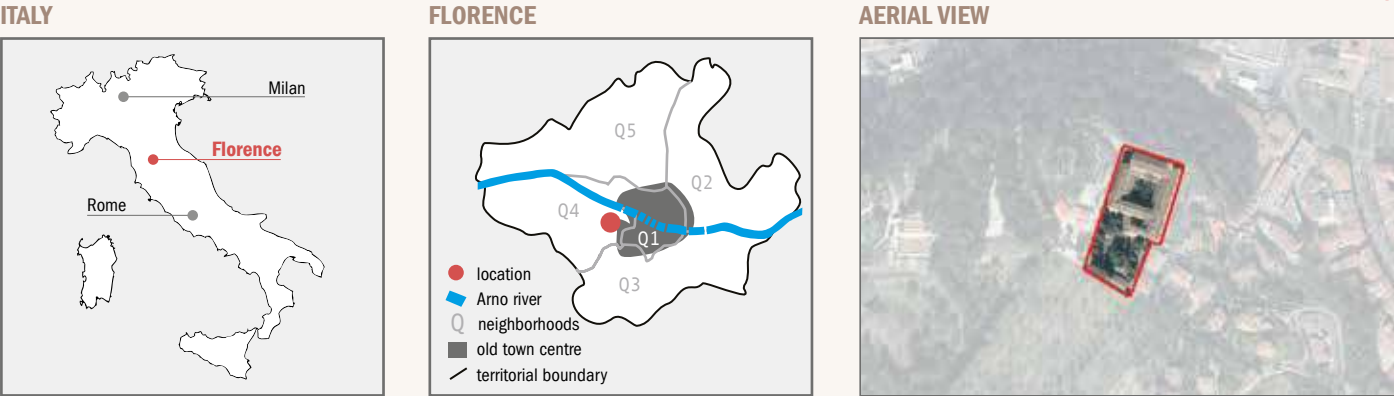 ITALY
Milan
Florence
Rome
FLORENCE
Q5
Q2
Q4
Q1
Q3
location
Arno river
Q neighborhoods
old town centre
territorial boundary
AERIAL VIEW